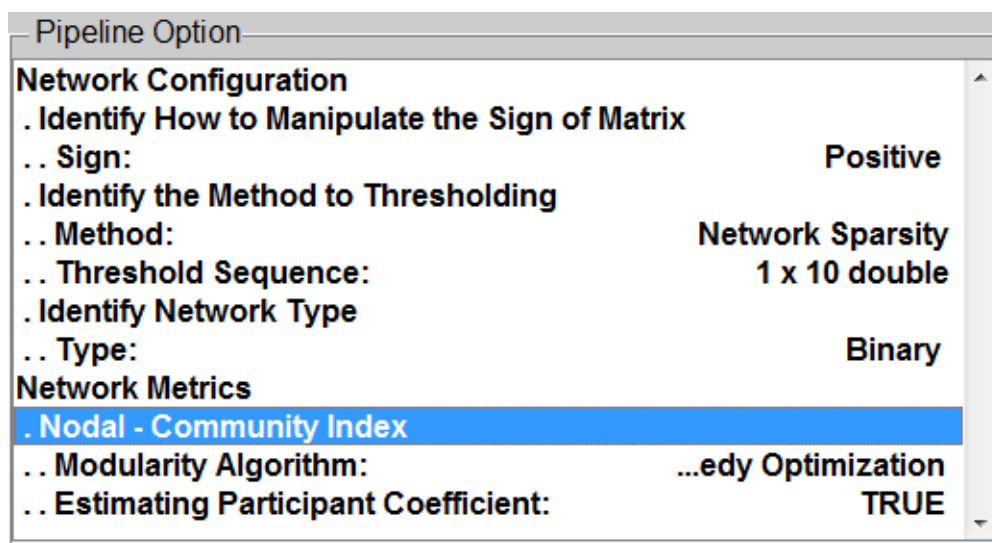 Pipeline Option
Network Configuration
. Identify How to Manipulate the Sign of Matrix
. . Sign: Positive
. Identify the Method to Thresholding
. . Method: Network Sparsity
. . Threshold Sequence: 1 x 10 double
. Identify Network Type
. . Type: Binary
Network Metrics
. Nodal - Community Index
. . Modularity Algorithm: ...edy Optimization
. . Estimating Participant Coefficient: TRUE